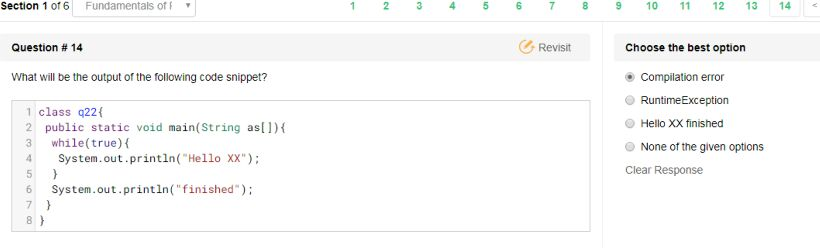 Section 1 of 6 Fundamentals of F 1 2 3 4 5 6 7 8 9 10 11 12 13 14 <
Question # 14 Revisit
What will be the output of the following code snippet?
1 class q22{
2 public static void main(String as[]){
3 while(true){
4 System.out.println("Hello XX");
5 }
6 System.out.println("finished");
7 }
8 }
Choose the best option
Compilation error
RuntimeException
Hello XX finished
None of the given options
Clear Response